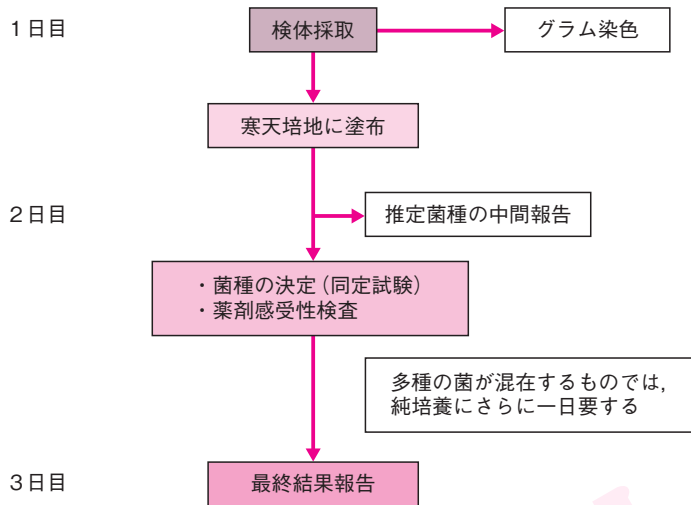 1日目
検体採取
グラム染色
寒天培地に塗布
2日目
推定菌種の中間報告
・菌種の決定(同定試験)
・薬剤感受性検査
多種の菌が混在するものでは,
純培養にさらに一日要する
3日目
最終結果報告